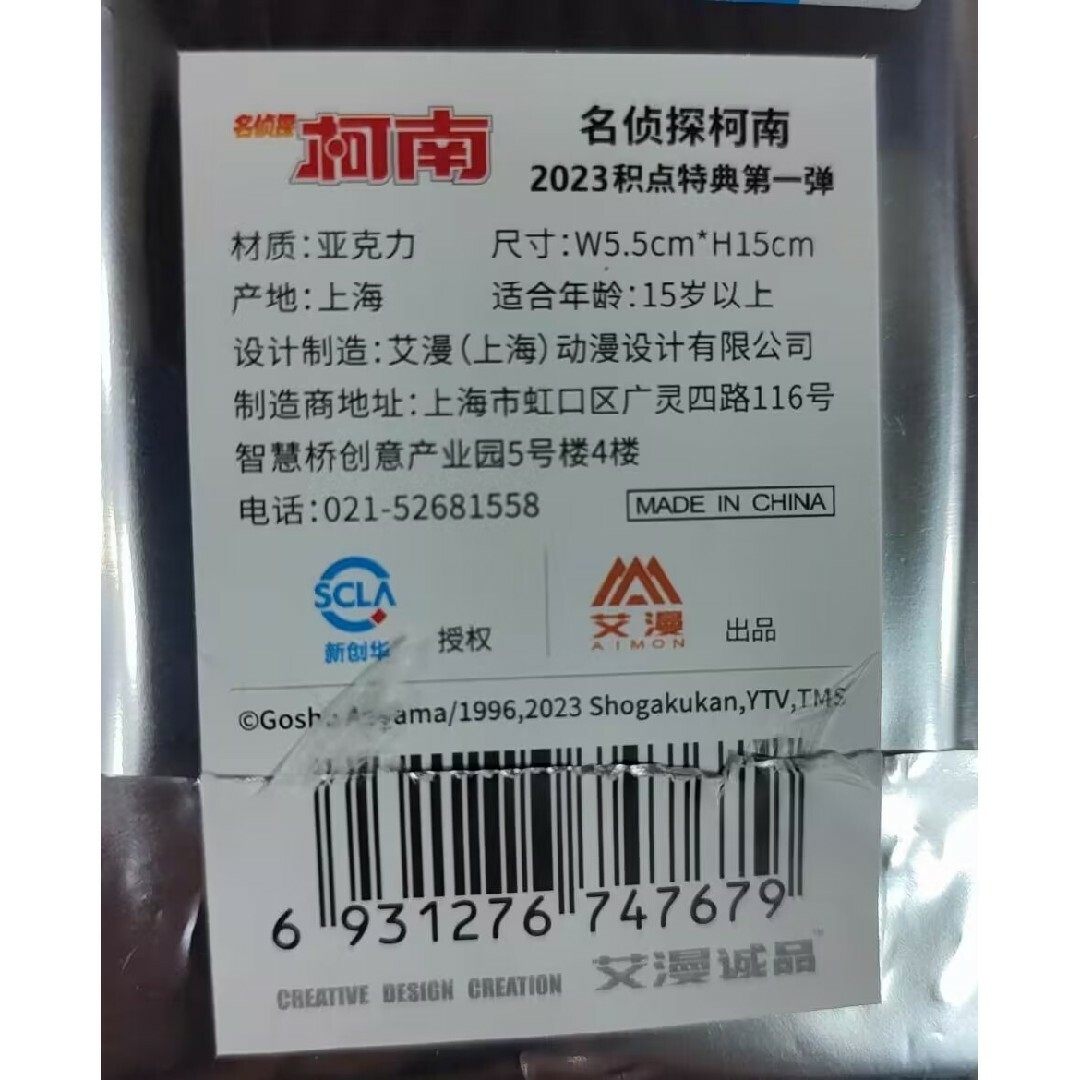 名侦探柯南
名侦探柯南
2023积点特典第一弹
材质:亚克力 尺寸:W5.5cm*H15cm
产地:上海 适合年龄:15岁以上
设计制造:艾漫(上海)动漫设计有限公司
制造商地址:上海市虹口区广灵四路116号
智慧桥创意产业园5号楼4楼
电话:021-52681558 MADE IN CHINA
SCLA
新创华 授权
艾漫
AIMON 出品
©Gosho Aoyama/1996,2023 Shogakukan,YTV,TMS
6 931276 747679
CREATIVE DESIGN CREATION 艾漫诚品™